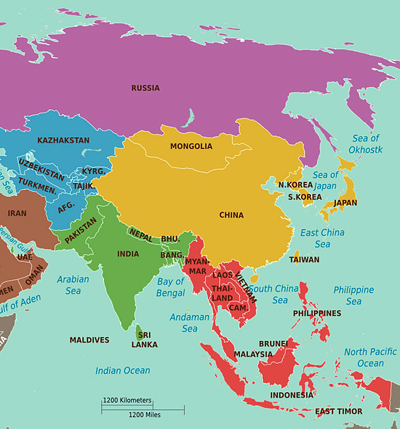 RUSSIA
Sea of
Okhostk
KAZAKHSTAN
MONGOLIA
UZBEKISTAN
KYRG.
TURKMEN.
TAJIK.
N.KOREA
Sea of
Japan
S.KOREA
JAPAN
AFG.
IRAN
CHINA
PAKISTAN
NEPAL
BHU.
East China
Sea
UAE
OMAN
INDIA
BANG.
TAIWAN
MYAN-
MAR
LAOS
VIETNAM
Arabian
Sea
Bay of
Bengal
THAI-
LAND
CAM.
South China
Sea
Philippine
Sea
Gulf of Aden
PHILIPPINES
Andaman
Sea
MALDIVES
SRI
LANKA
BRUNEI
MALAYSIA
North Pacific
Ocean
Indian Ocean
INDONESIA
EAST TIMOR
1200 Kilometers
1200 Miles